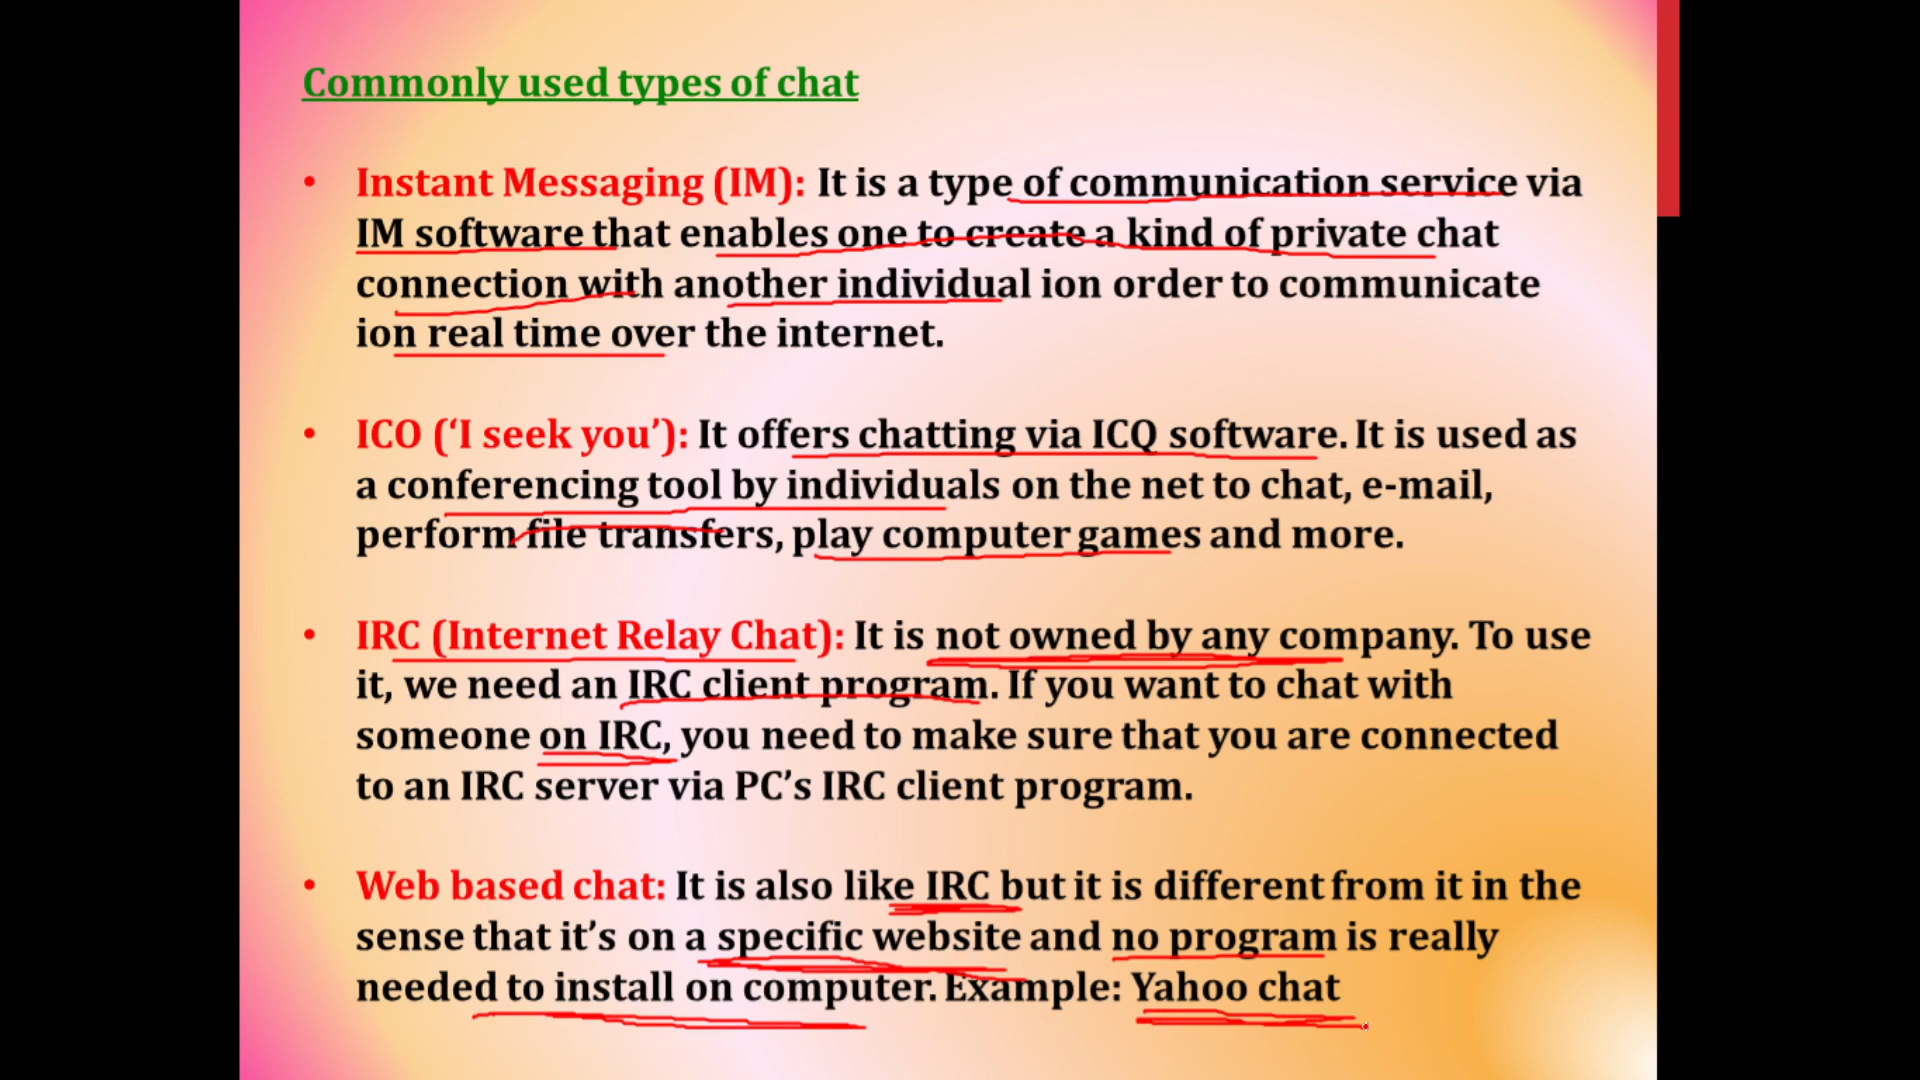 Commonly used types of chat
• Instant Messaging (IM): It is a type of communication service via
IM software that enables one to create a kind of private chat
connection with another individual ion order to communicate
ion real time over the internet.
• ICO (‘I seek you’): It offers chatting via ICQ software. It is used as
a conferencing tool by individuals on the net to chat, e-mail,
perform file transfers, play computer games and more.
• IRC (Internet Relay Chat): It is not owned by any company. To use
it, we need an IRC client program. If you want to chat with
someone on IRC, you need to make sure that you are connected
to an IRC server via PC’s IRC client program.
• Web based chat: It is also like IRC but it is different from it in the
sense that it’s on a specific website and no program is really
needed to install on computer. Example: Yahoo chat